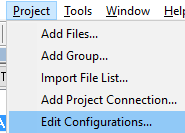 Project Tools Window Help
Add Files...
Add Group...
Import File List...
Add Project Connection...
Edit Configurations...